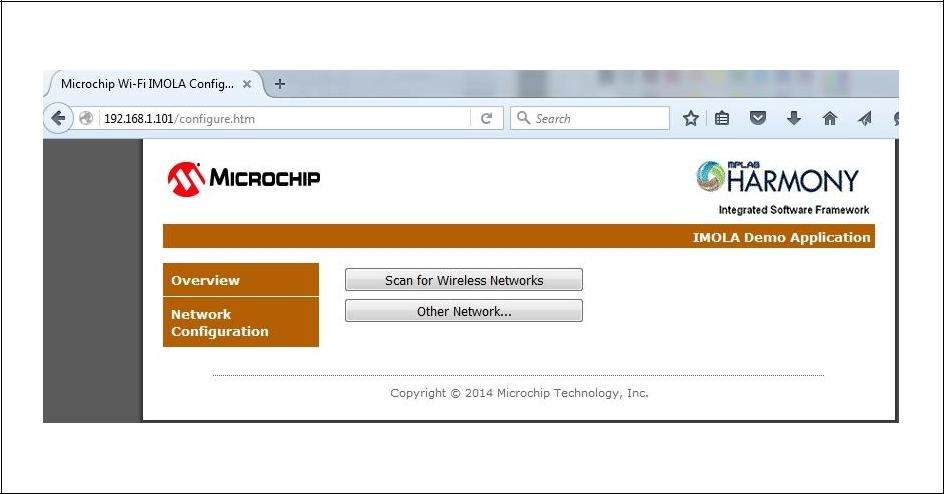 Microchip Wi-Fi IMOLA Config...
192.168.1.101/configure.htm
Search
MICROCHIP
MPLAB
HARMONY
Integrated Software Framework
IMOLA Demo Application
Overview
Network
Configuration
Scan for Wireless Networks
Other Network...
Copyright © 2014 Microchip Technology, Inc.